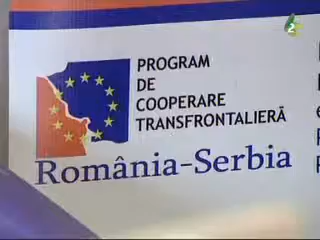 PROGRAM
DE
COOPERARE
TRANSFRONTALIERĂ
România-Serbia